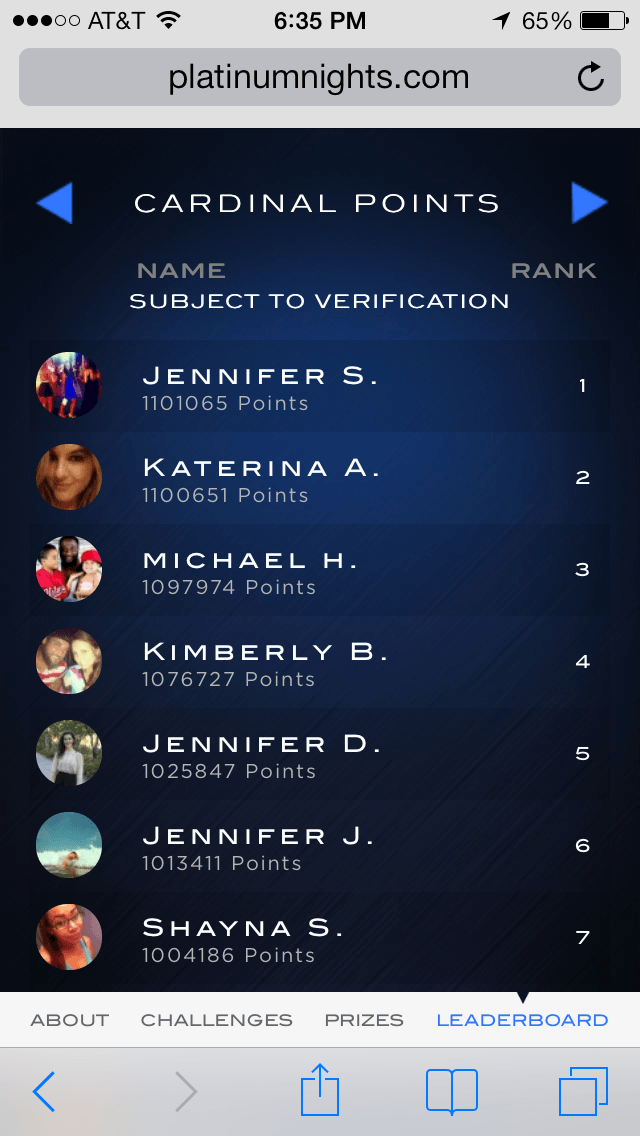 AT&T 6:35 PM 65%
platinumnights.com
CARDINAL POINTS
NAME RANK
SUBJECT TO VERIFICATION
JENNIFER S. 1
1101065 Points
KATERINA A. 2
1100651 Points
MICHAEL H. 3
1097974 Points
KIMBERLY B. 4
1076727 Points
JENNIFER D. 5
1025847 Points
JENNIFER J. 6
1013411 Points
SHAYNA S. 7
1004186 Points
ABOUT CHALLENGES PRIZES LEADERBOARD